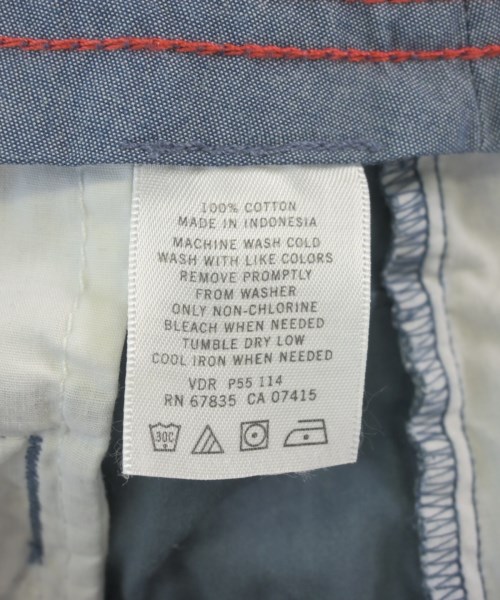 100% COTTON
MADE IN INDONESIA
MACHINE WASH COLD
WASH WITH LIKE COLORS
REMOVE PROMPTLY
FROM WASHER
ONLY NON-CHLORINE
BLEACH WHEN NEEDED
TUMBLE DRY LOW
COOL IRON WHEN NEEDED
VDR P55 114
RN 67835 CA 07415
30C